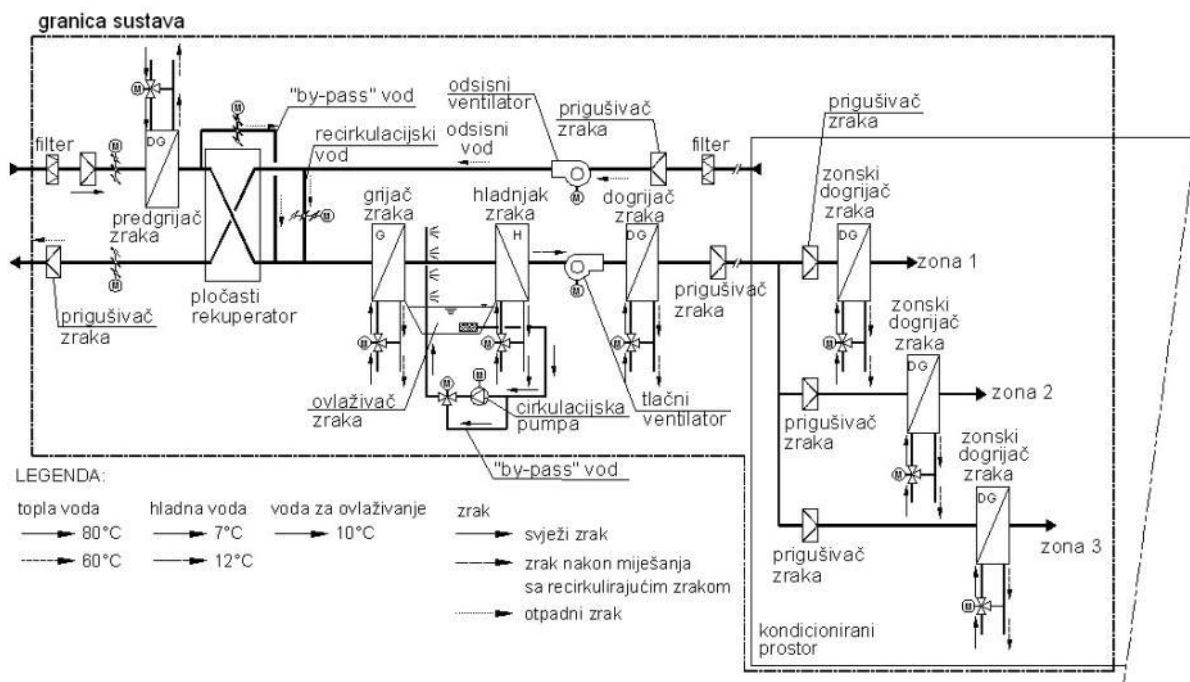 granica sustava
M
"by-pass" vod
odsisni
ventilator
prigušivač
zraka
prigušivač
zraka
M
recirkulacijski
vod
odsisni
vod
filter
filter
M
DG
M
zonski
dogrijač
zraka
predgrijač
zraka
M
grijač
zraka
hladnjak
zraka
dogrijač
zraka
G
H
DG
DG
zona 1
M
M
pločasti
rekuperator
prigušivač
zraka
prigušivač
zraka
zonski
dogrijač
zraka
M
M
M
M
DG
zona 2
M
M
ovlaživač
zraka
cirkulacijska
pumpa
tlačni
ventilator
prigušivač
zraka
zonski
dogrijač
zraka
"by-pass" vod
M
DG
zona 3
prigušivač
zraka
M
kondicionirani
prostor
LEGENDA:
topla voda
80°C
60°C
hladna voda
7°C
12°C
voda za ovlaživanje
10°C
zrak
svježi zrak
zrak nakon miješanja
sa recirkulirajućim zrakom
otpadni zrak